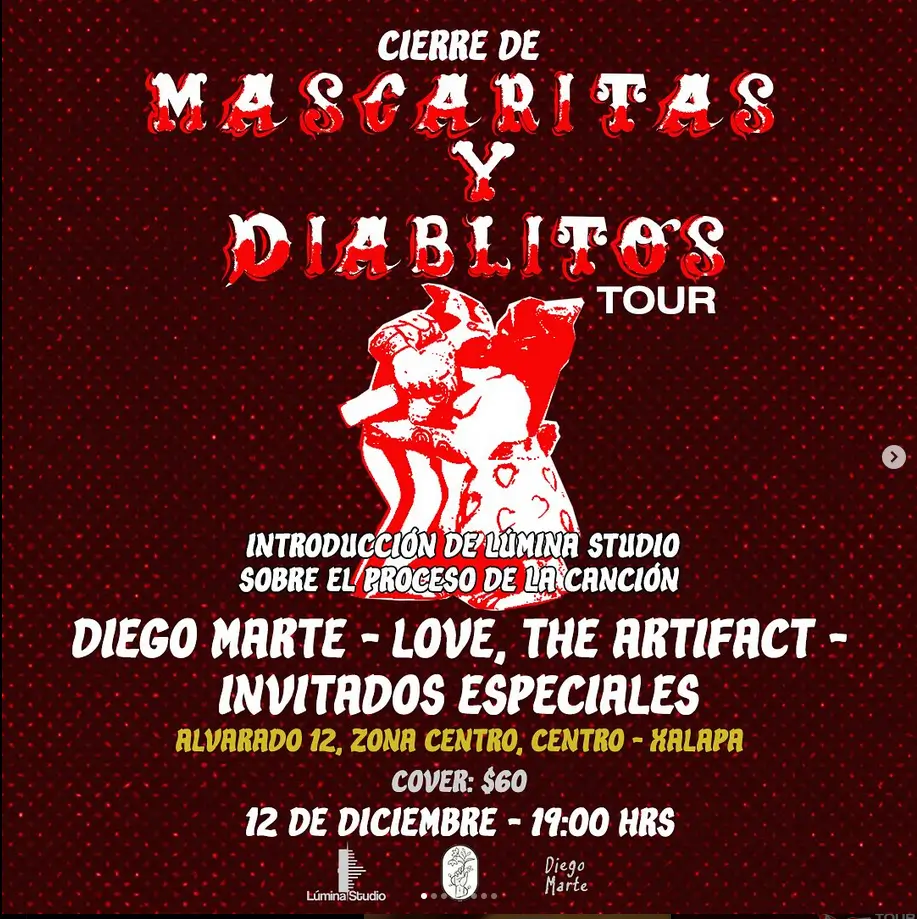 CIERRE DE
MASCARITAS
Y
DIABLITOS
TOUR
INTRODUCCIÓN DE LÚMINA STUDIO
SOBRE EL PROCESO DE LA CANCIÓN
DIEGO MARTE - LOVE, THE ARTIFACT -
INVITADOS ESPECIALES
ALVARADO 12, ZONA CENTRO, CENTRO - XALAPA
COVER: $60
12 DE DICIEMBRE - 19:00 HRS
Lúmina Studio
Diego
Marte
TOUR